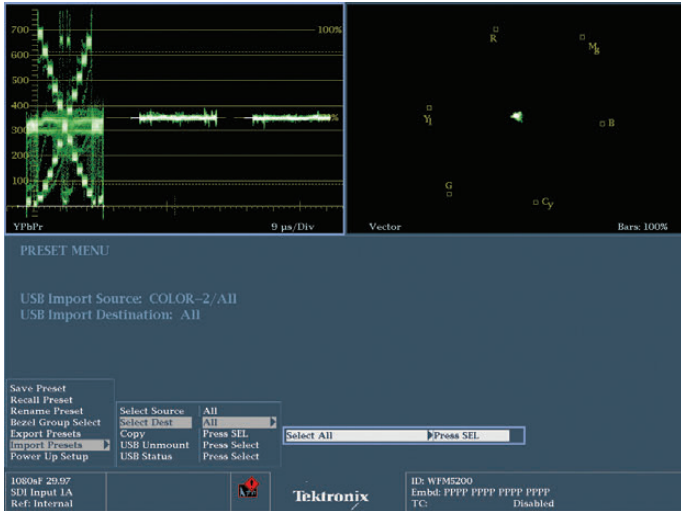 700
100%
600
500
400
300
200
100
YPbPr
9 µs/Div
R
Mg
Yl
B
G
Cy
Vector
Bars: 100%
PRESET MENU
USB Import Source: COLOR-2/All
USB Import Destination: All
Save Preset
Recall Preset
Rename Preset
Bezel Group Select
Export Presets
Import Presets
Power Up Setup
Select Source All
Select Dest All
Copy Press SEL
USB Unmount Press Select
USB Status Press Select
Select All Press SEL
1080sF 29.97
SDI Input 1A
Ref: Internal
Tektronix
ID: WFM5200
Embd: PPPP PPPP PPPP PPPP
TC: Disabled